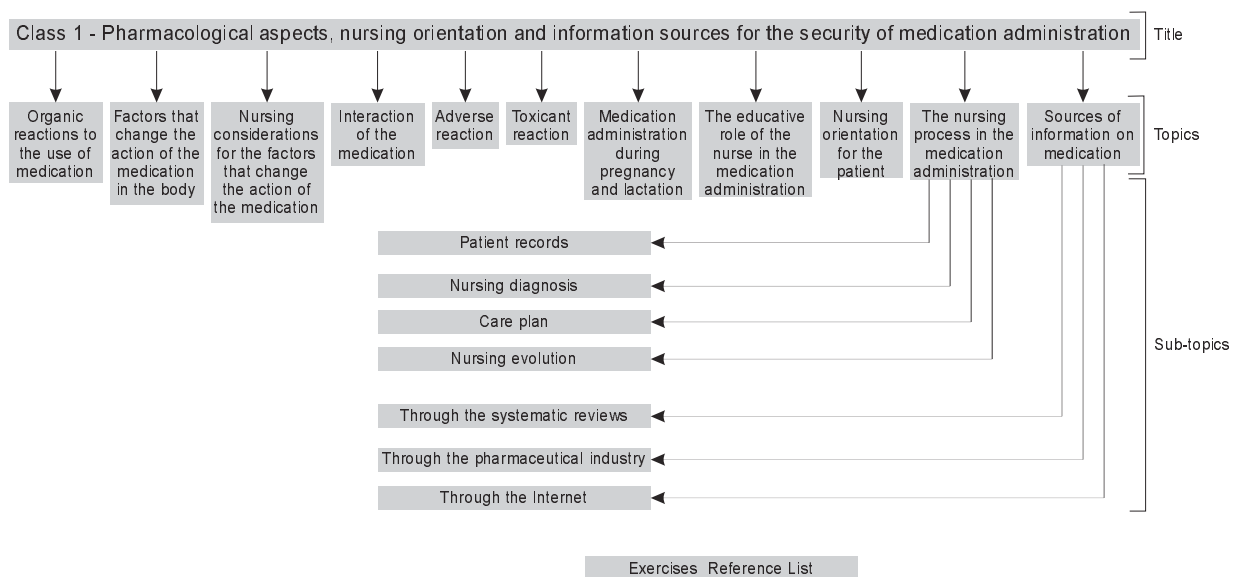 Class 1 - Pharmacological aspects, nursing orientation and information sources for the security of medication administration
Title
Organic
reactions to
the use of
medication
Factors that
change the
action of the
medication
in the body
Nursing
considerations
for the factors
that change
the action of
the medication
Interaction
of the
medication
Adverse
reaction
Toxicant
reaction
Medication
administration
during
pregnancy
and lactation
The educative
role of the
nurse in the
medication
administration
Nursing
orientation
for the
patient
The nursing
process in the
medication
administration
Sources of
information on
medication
Topics
Patient records
Nursing diagnosis
Care plan
Nursing evolution
Through the systematic reviews
Through the pharmaceutical industry
Through the Internet
Sub-topics
Exercises Reference List